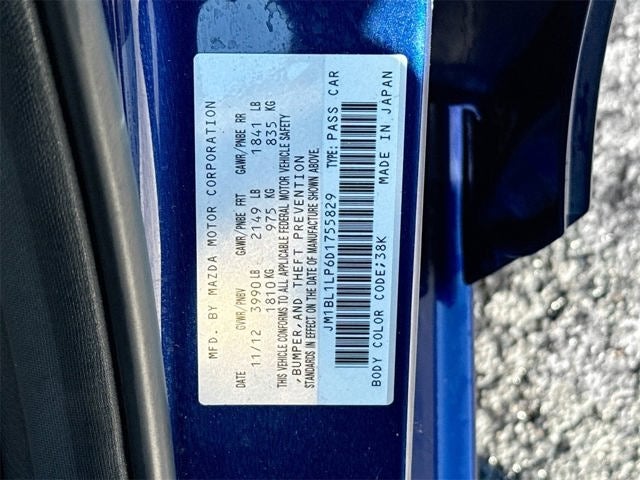 MFD. BY MAZDA MOTOR CORPORATION
DATE GVWR/PNBV GAWR/PNBE FRT GAWR/PNBE RR
11/12 3990 LB 2149 LB 1841 LB
1810 KG 975 KG 835 KG
THIS VEHICLE CONFORMS TO ALL APPLICABLE FEDERAL MOTOR VEHICLE SAFETY
,BUMPER,AND THEFT PREVENTION
STANDARDS IN EFFECT ON THE DATE OF MANUFACTURE SHOWN ABOVE.
JM1BL1LP6D1755829 TYPE: PASS CAR
BODY COLOR CODE;38K MADE IN JAPAN